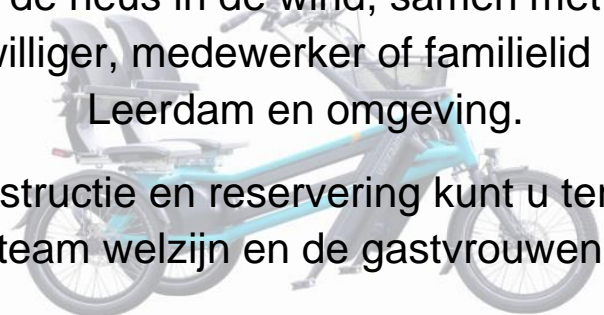 de neus in de wind, samen met
williger, medewerker of familielid
Leerdam en omgeving.
structie en reservering kunt u ter
team welzijn en de gastvrouwen